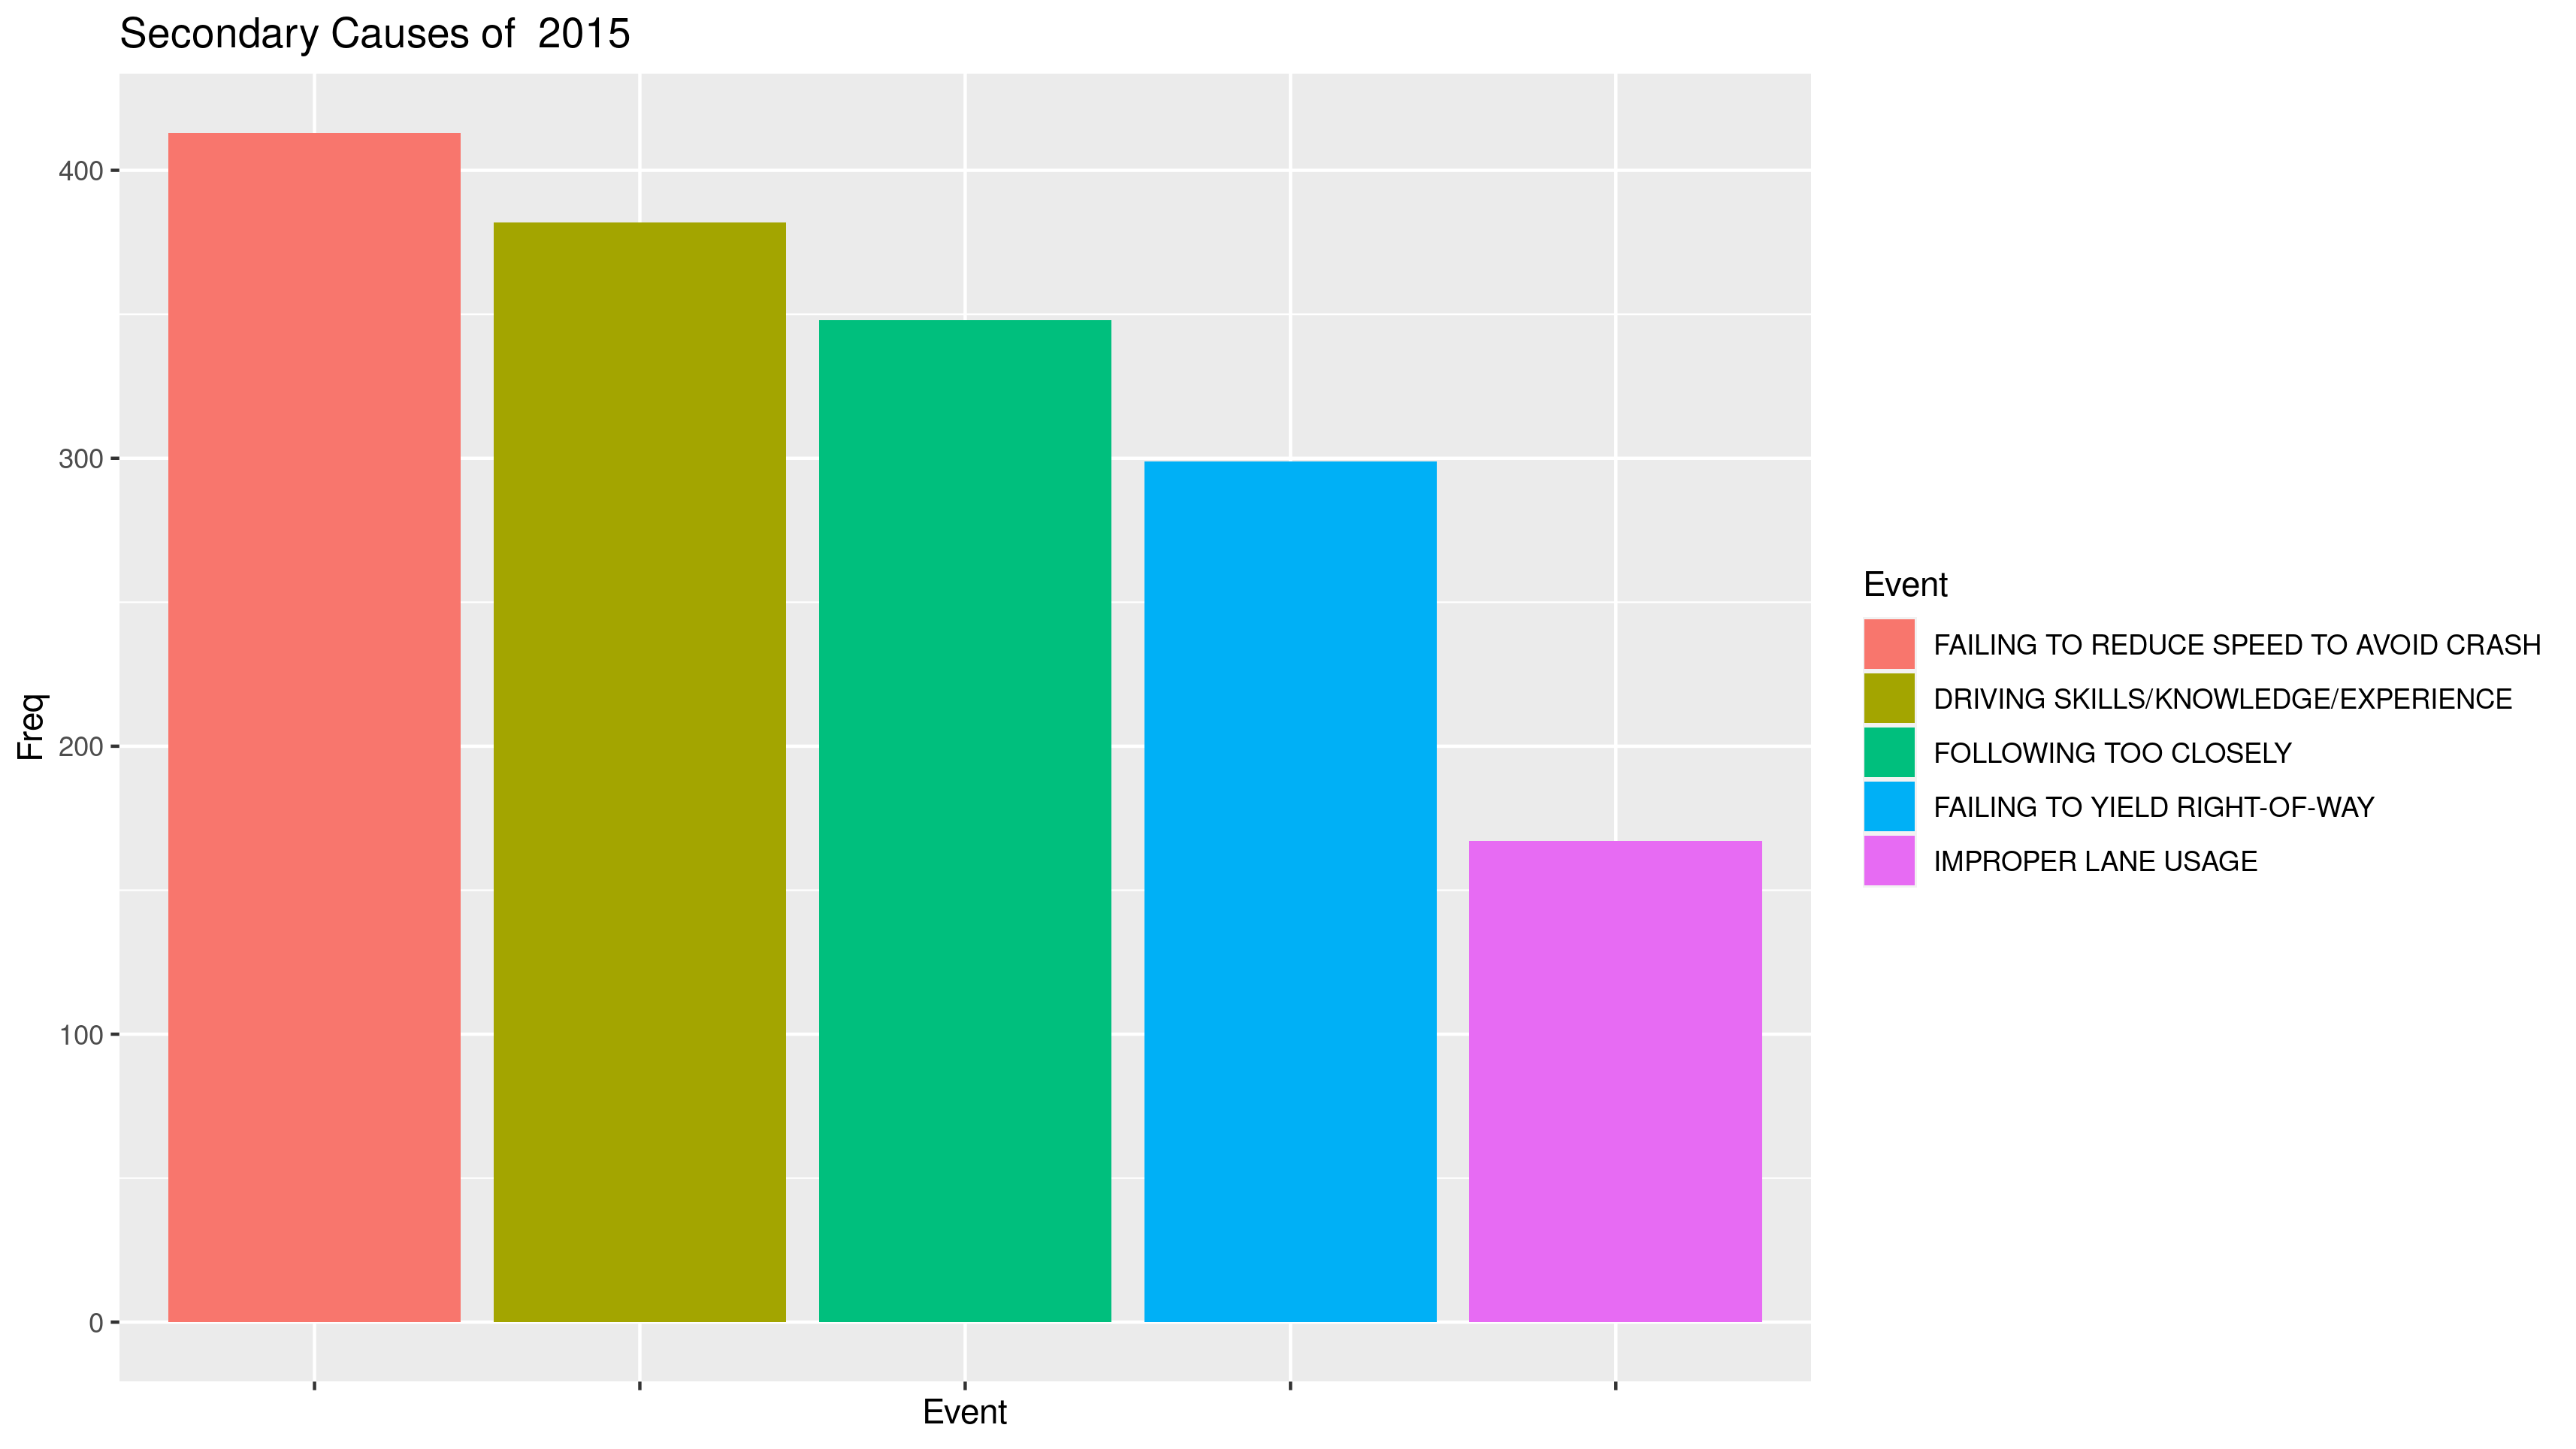 Secondary Causes of  2015
400
300
200
100
0
Freq
Event
Event
FAILING TO REDUCE SPEED TO AVOID CRASH
DRIVING SKILLS/KNOWLEDGE/EXPERIENCE
FOLLOWING TOO CLOSELY
FAILING TO YIELD RIGHT-OF-WAY
IMPROPER LANE USAGE